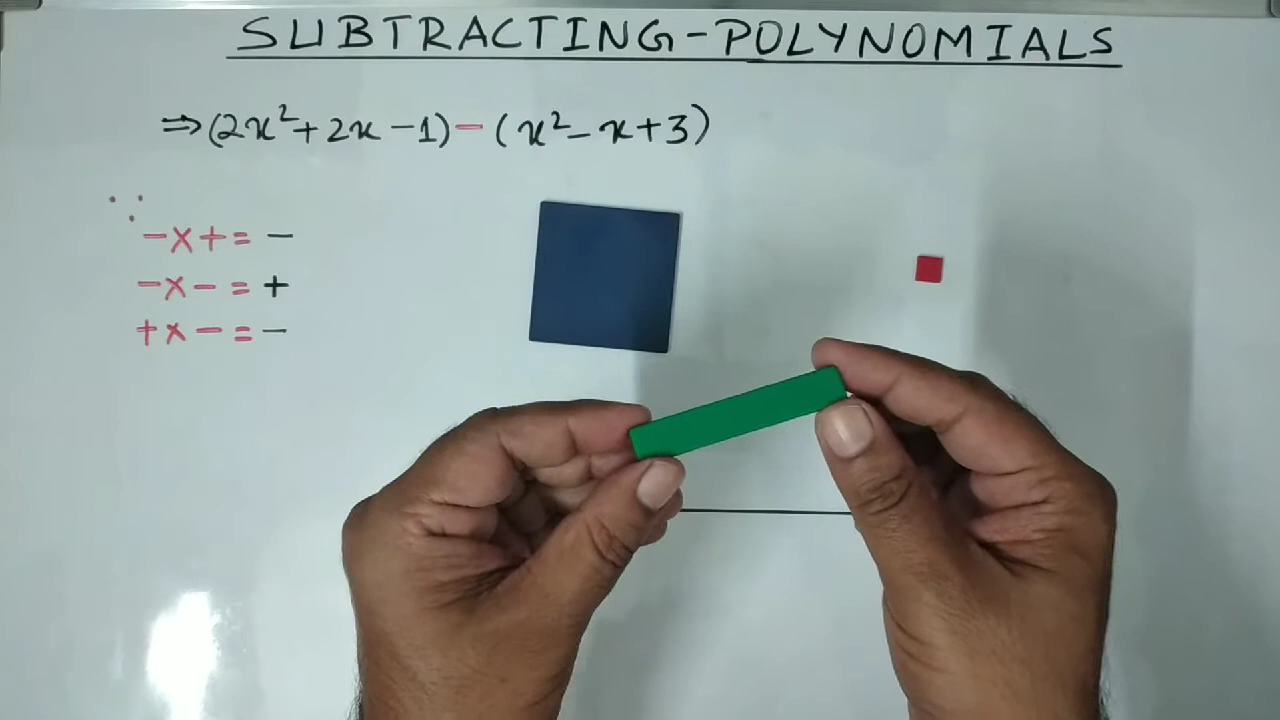 SUBTRACTING-POLYNOMIALS
⇒(2x²+2x-1)-(x²-x+3)
∵
-x+=-
-x-=+
+x-=-